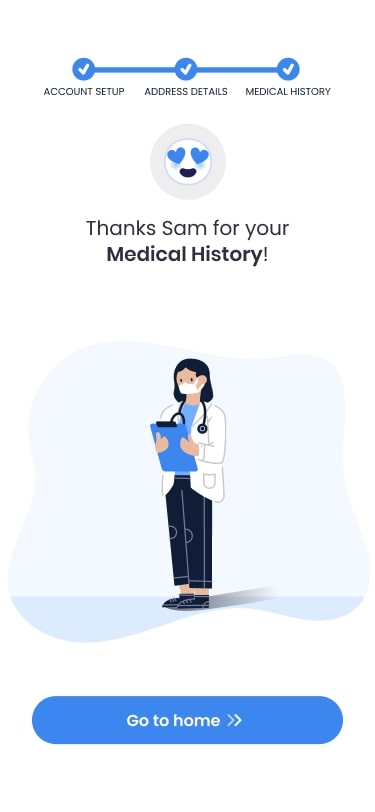 ACCOUNT SETUP ADDRESS DETAILS MEDICAL HISTORY
Thanks Sam for your
Medical History!
Go to home